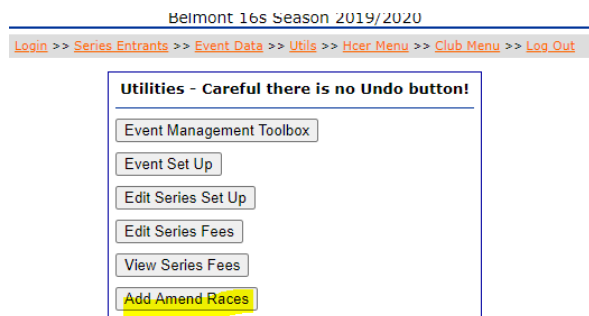 Belmont 16s Season 2019/2020
Login >> Series Entrants >> Event Data >> Utils >> Hcer Menu >> Club Menu >> Log Out
Utilities - Careful there is no Undo button!
Event Management Toolbox
Event Set Up
Edit Series Set Up
Edit Series Fees
View Series Fees
Add Amend Races